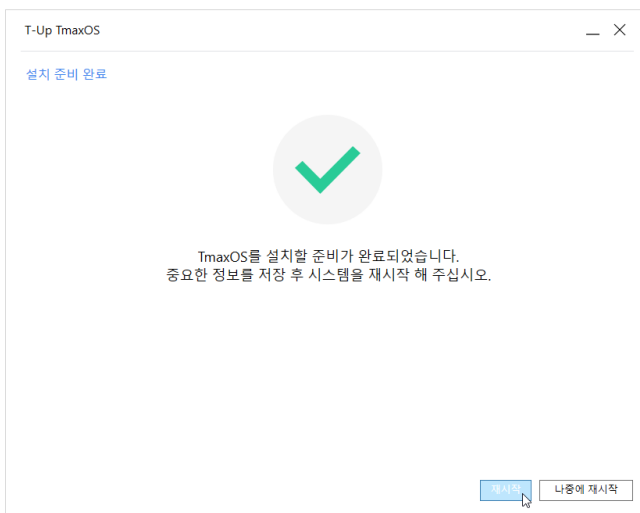 T-Up TmaxOS
설치 준비 완료
TmaxOS를 설치할 준비가 완료되었습니다.
중요한 정보를 저장 후 시스템을 재시작 해 주십시오.
재시작
나중에 재시작